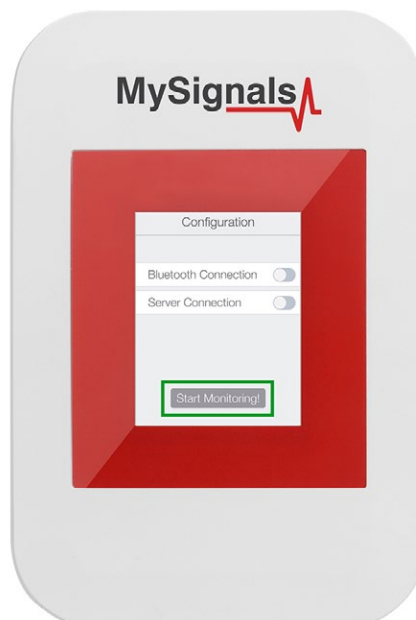 MySignals
Configuration
Bluetooth Connection
Server Connection
Start Monitoring!